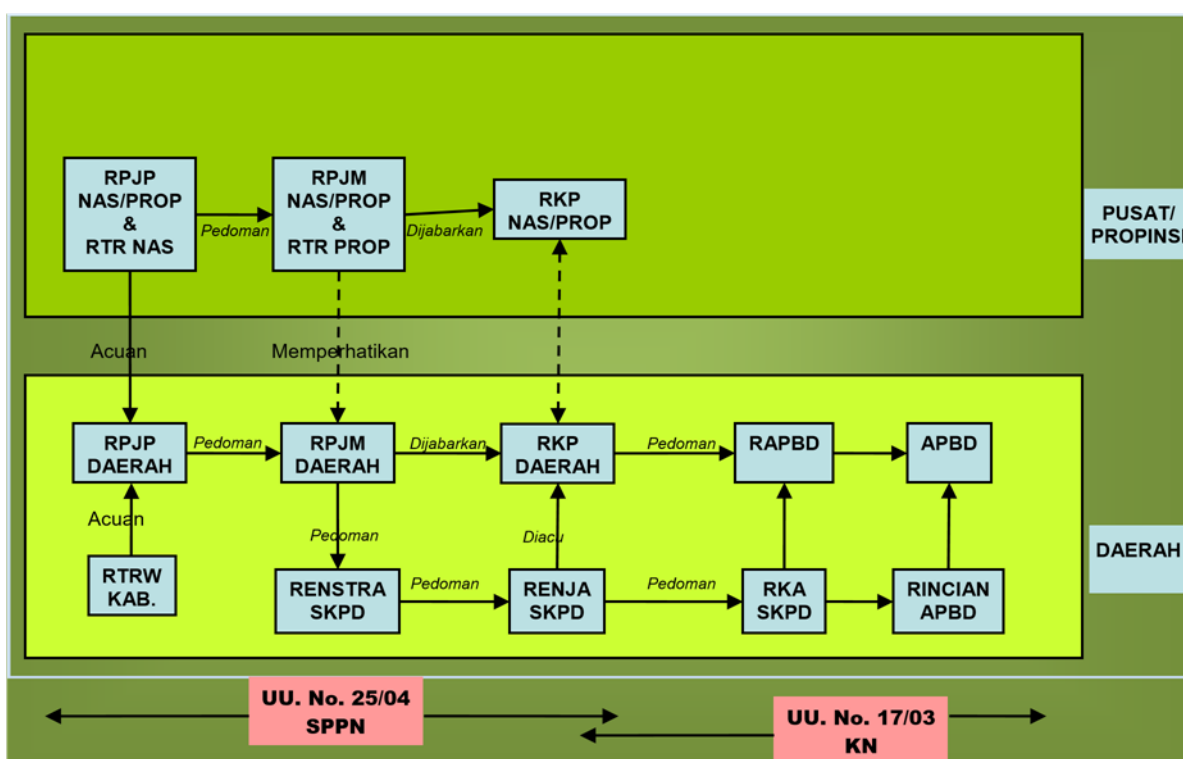 RPJP
NAS/PROP
&
RTR NAS
Pedoman
RPJM
NAS/PROP
&
RTR PROP
Dijabarkan
RKP
NAS/PROP
PUSAT/
PROPINSI
Acuan
Memperhatikan
RPJP
DAERAH
Pedoman
RPJM
DAERAH
Dijabarkan
RKP
DAERAH
Pedoman
RAPBD
APBD
Acuan
Pedoman
Diacu
DAERAH
RTRW
KAB.
RENSTRA
SKPD
Pedoman
RENJA
SKPD
Pedoman
RKA
SKPD
RINCIAN
APBD
UU. No. 25/04
SPPN
UU. No. 17/03
KN